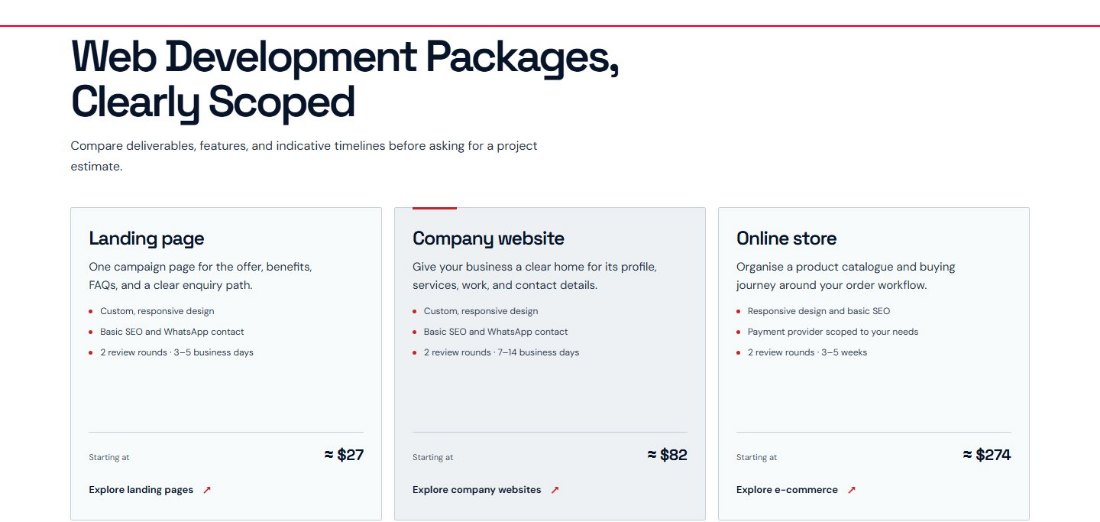 Web Development Packages,
Clearly Scoped
Compare deliverables, features, and indicative timelines before asking for a project
estimate.
Landing page
One campaign page for the offer, benefits,
FAQs, and a clear enquiry path.
Custom, responsive design
Basic SEO and WhatsApp contact
2 review rounds · 3–5 business days
Starting at
≈ $27
Explore landing pages ↗
Company website
Give your business a clear home for its profile,
services, work, and contact details.
Custom, responsive design
Basic SEO and WhatsApp contact
2 review rounds · 7–14 business days
Starting at
≈ $82
Explore company websites ↗
Online store
Organise a product catalogue and buying
journey around your order workflow.
Responsive design and basic SEO
Payment provider scoped to your needs
2 review rounds · 3–5 weeks
Starting at
≈ $274
Explore e-commerce ↗